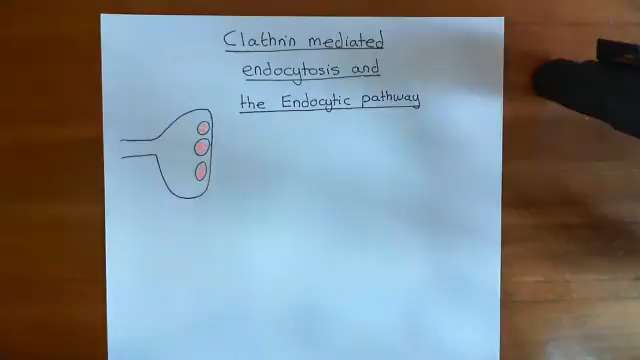 Clathrin mediated
endocytosis and
the Endocytic pathway